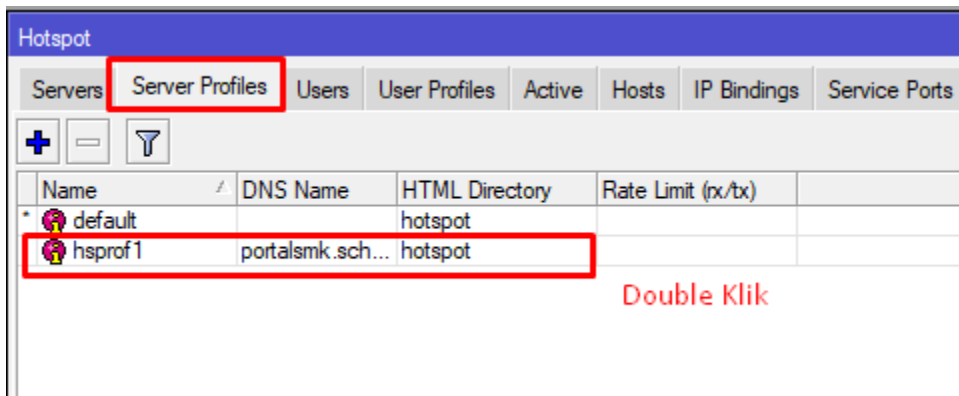 Hotspot
Servers Server Profiles Users User Profiles Active Hosts IP Bindings Service Ports
Name DNS Name HTML Directory Rate Limit (rx/tx)
* default hotspot
hsprof1 portalsmk.sch... hotspot
Double Klik